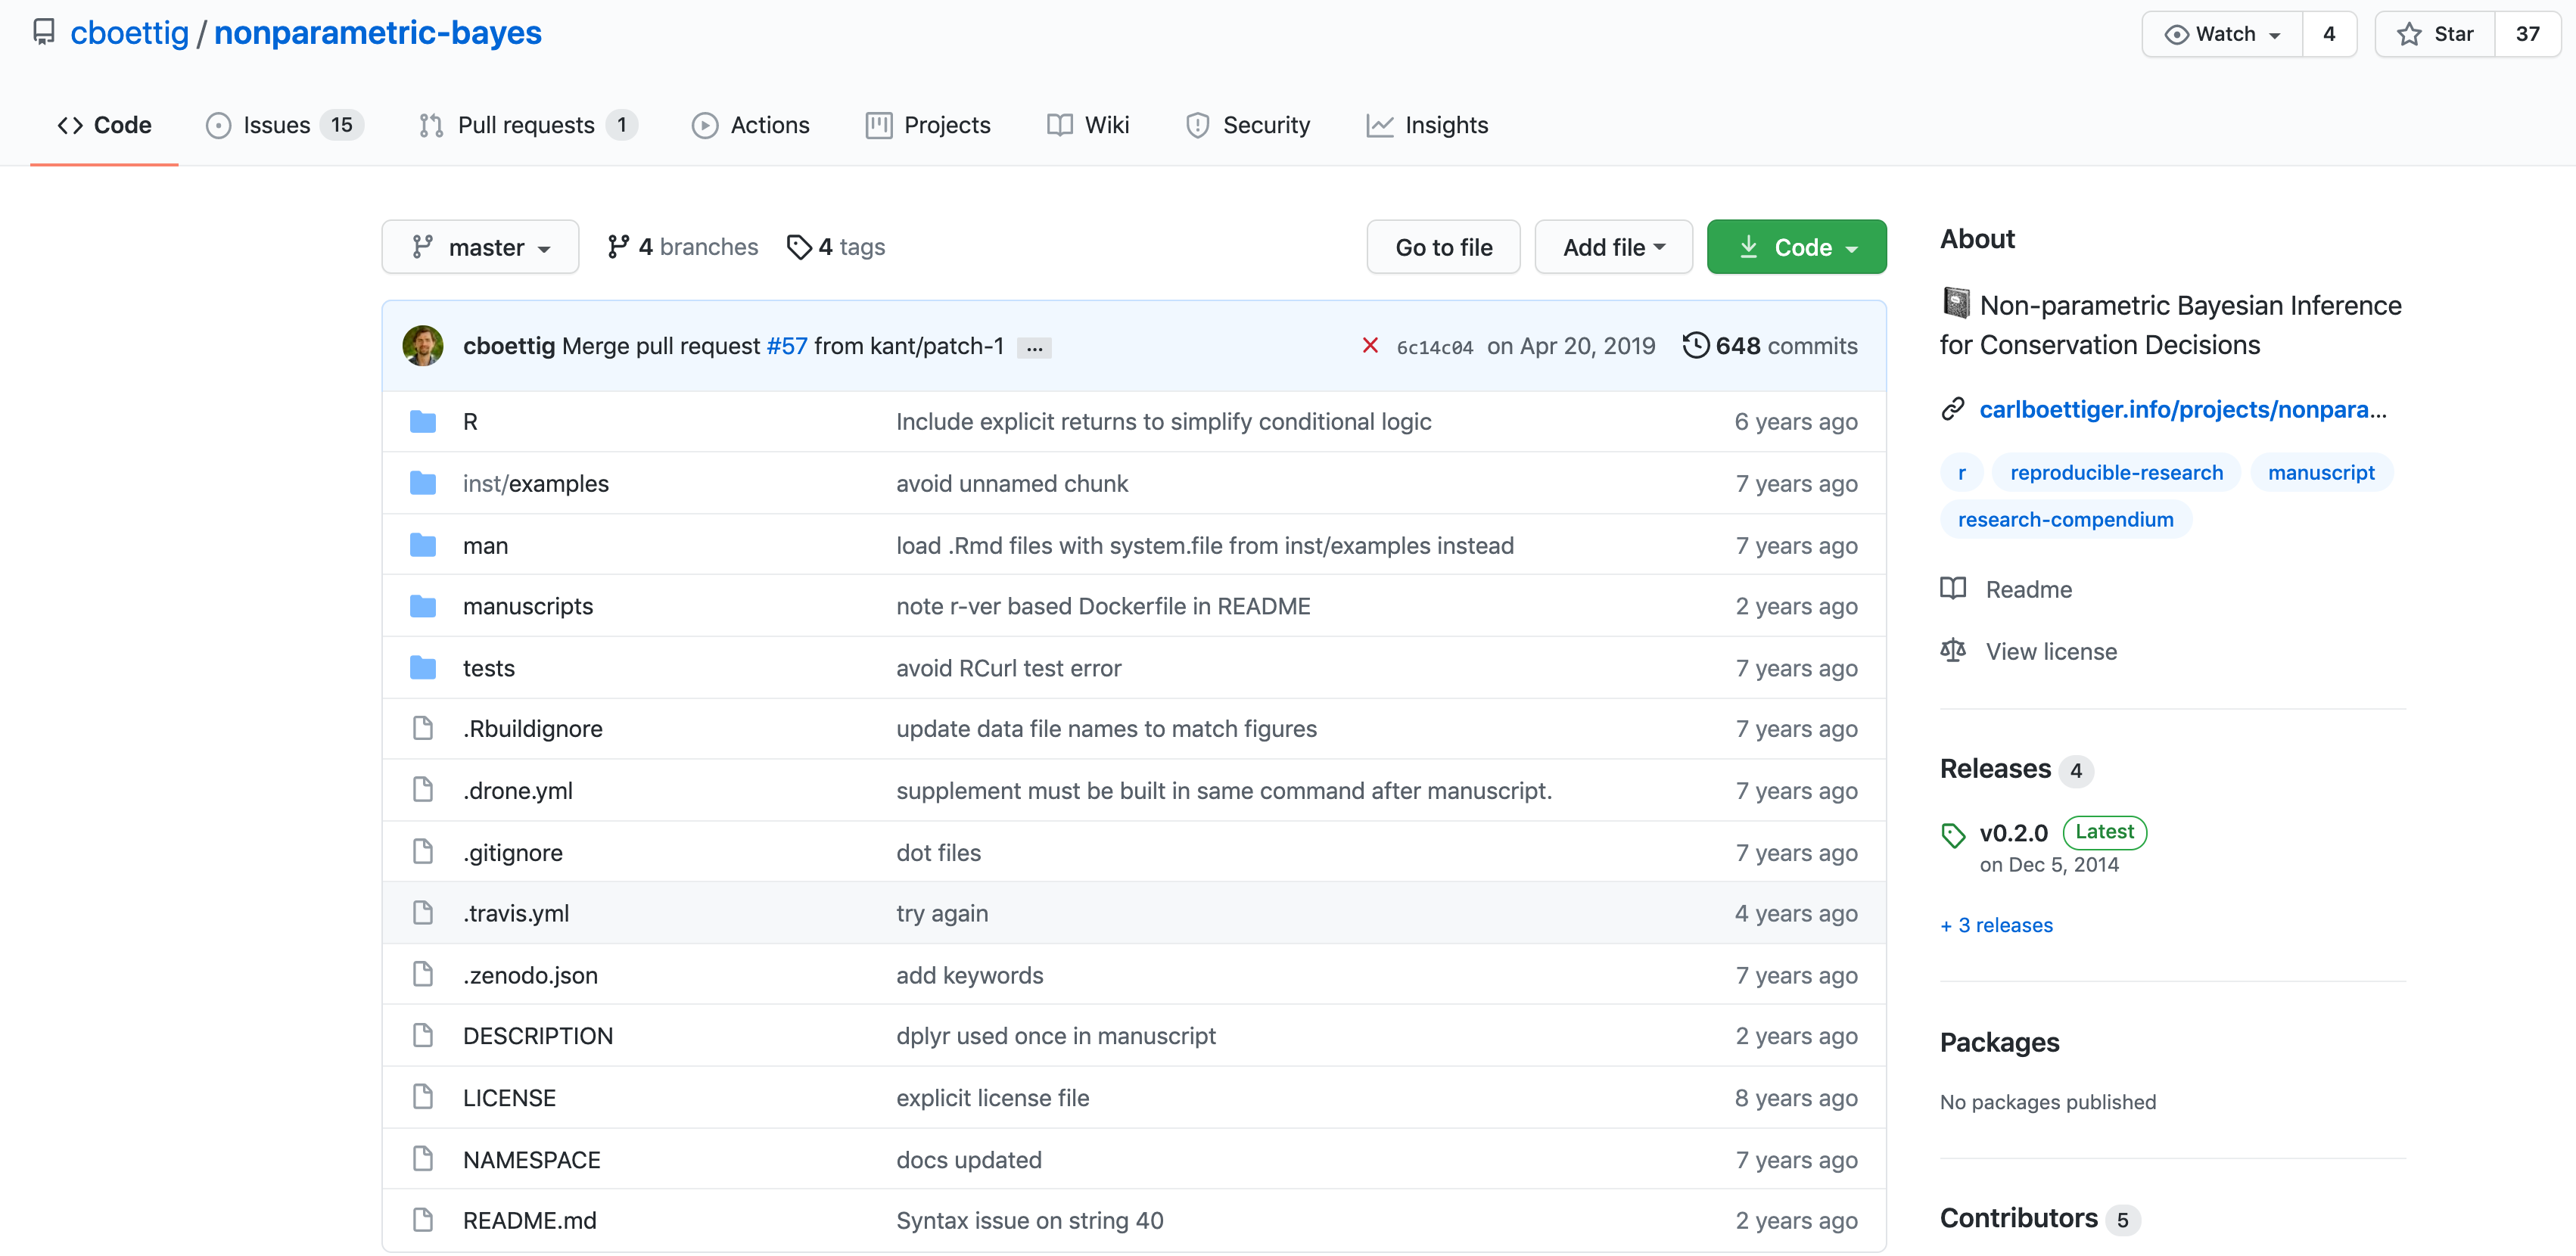 cboettig / nonparametric-bayes
Watch 4
Star 37
Code
Issues 15
Pull requests 1
Actions
Projects
Wiki
Security
Insights
master
4 branches
4 tags
Go to file
Add file
Code
cboettig Merge pull request #57 from kant/patch-1 ...
6c14c04 on Apr 20, 2019
648 commits
R Include explicit returns to simplify conditional logic 6 years ago
inst/examples avoid unnamed chunk 7 years ago
man load .Rmd files with system.file from inst/examples instead 7 years ago
manuscripts note r-ver based Dockerfile in README 2 years ago
tests avoid RCurl test error 7 years ago
.Rbuildignore update data file names to match figures 7 years ago
.drone.yml supplement must be built in same command after manuscript. 7 years ago
.gitignore dot files 7 years ago
.travis.yml try again 4 years ago
.zenodo.json add keywords 7 years ago
DESCRIPTION dplyr used once in manuscript 2 years ago
LICENSE explicit license file 8 years ago
NAMESPACE docs updated 7 years ago
README.md Syntax issue on string 40 2 years ago
About
Non-parametric Bayesian Inference
for Conservation Decisions
carlboettiger.info/projects/nonpara...
r reproducible-research manuscript
research-compendium
Readme
View license
Releases 4
v0.2.0 Latest
on Dec 5, 2014
+ 3 releases
Packages
No packages published
Contributors 5